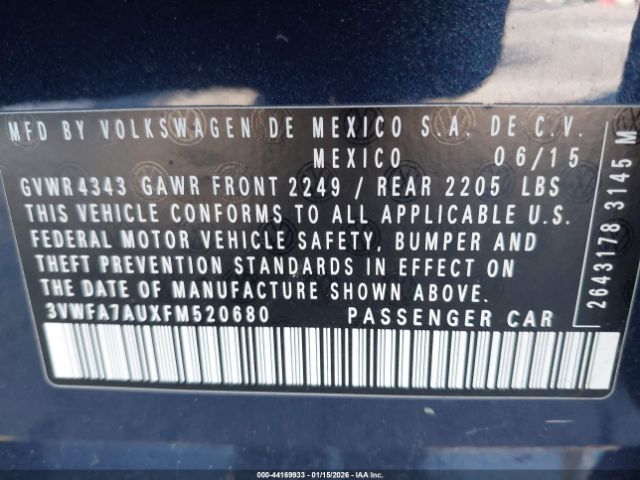 MFD BY VOLKSWAGEN DE MEXICO S.A. DE C.V.
MEXICO 06/15
GVWR 4343 GAWR FRONT 2249 / REAR 2205 LBS
THIS VEHICLE CONFORMS TO ALL APPLICABLE U.S.
FEDERAL MOTOR VEHICLE SAFETY, BUMPER AND
THEFT PREVENTION STANDARDS IN EFFECT ON
THE DATE OF MANUFACTURE SHOWN ABOVE.
3VWFA7AUXFM520680 PASSENGER CAR
2643178 3145 M
000-44169933 - 01/15/2026 - IAAI.COM